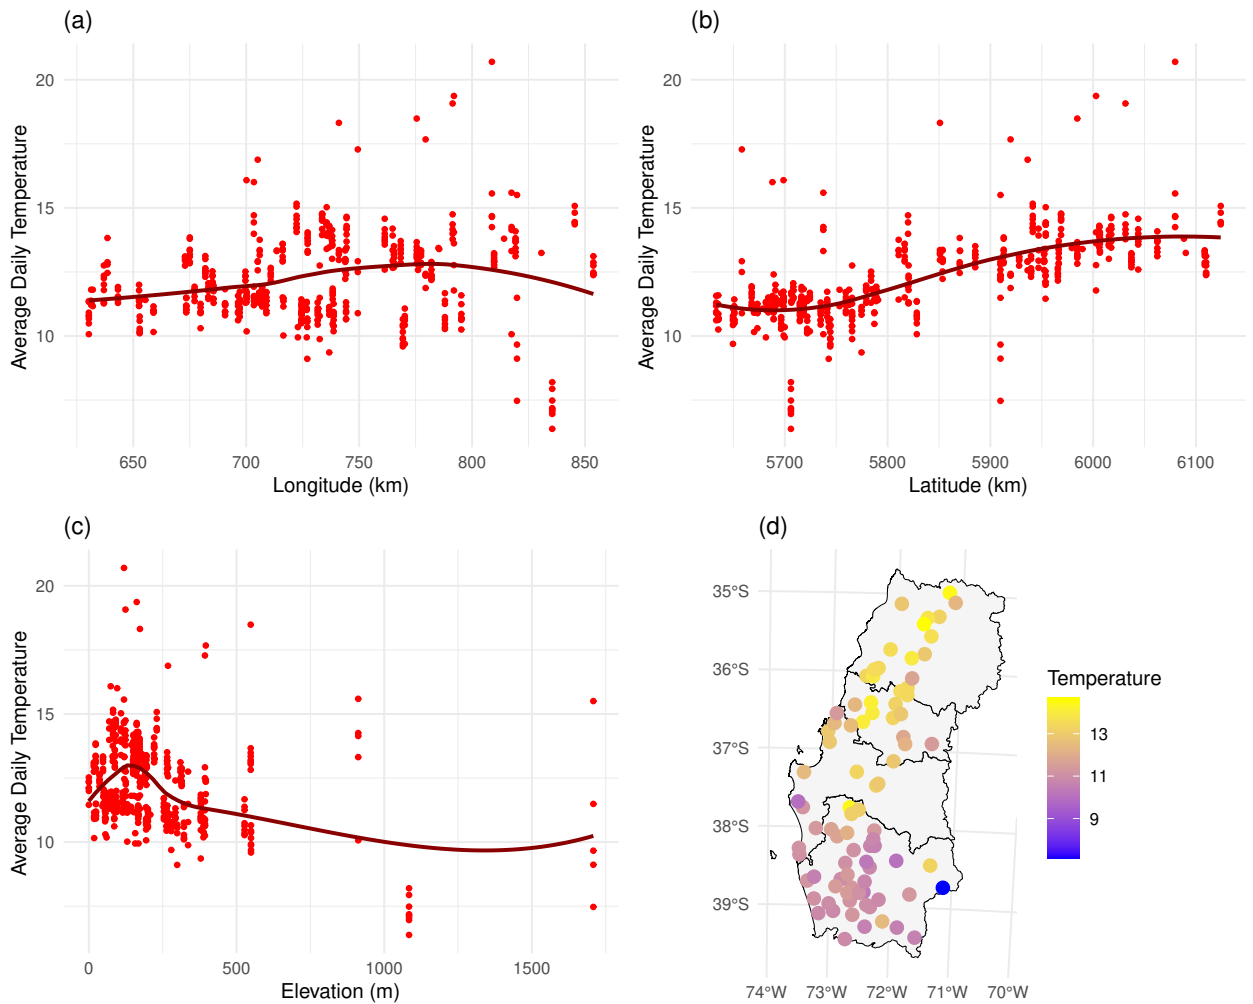 (a)
20
15
10
Average Daily Temperature
650
700
750
800
850
Longitude (km)
(b)
20
15
10
Average Daily Temperature
5700
5800
5900
6000
6100
Latitude (km)
(c)
20
15
10
Average Daily Temperature
0
500
1000
1500
Elevation (m)
(d)
35°S
36°S
37°S
38°S
39°S
74°W
73°W
72°W
71°W
70°W
Temperature
13
11
9